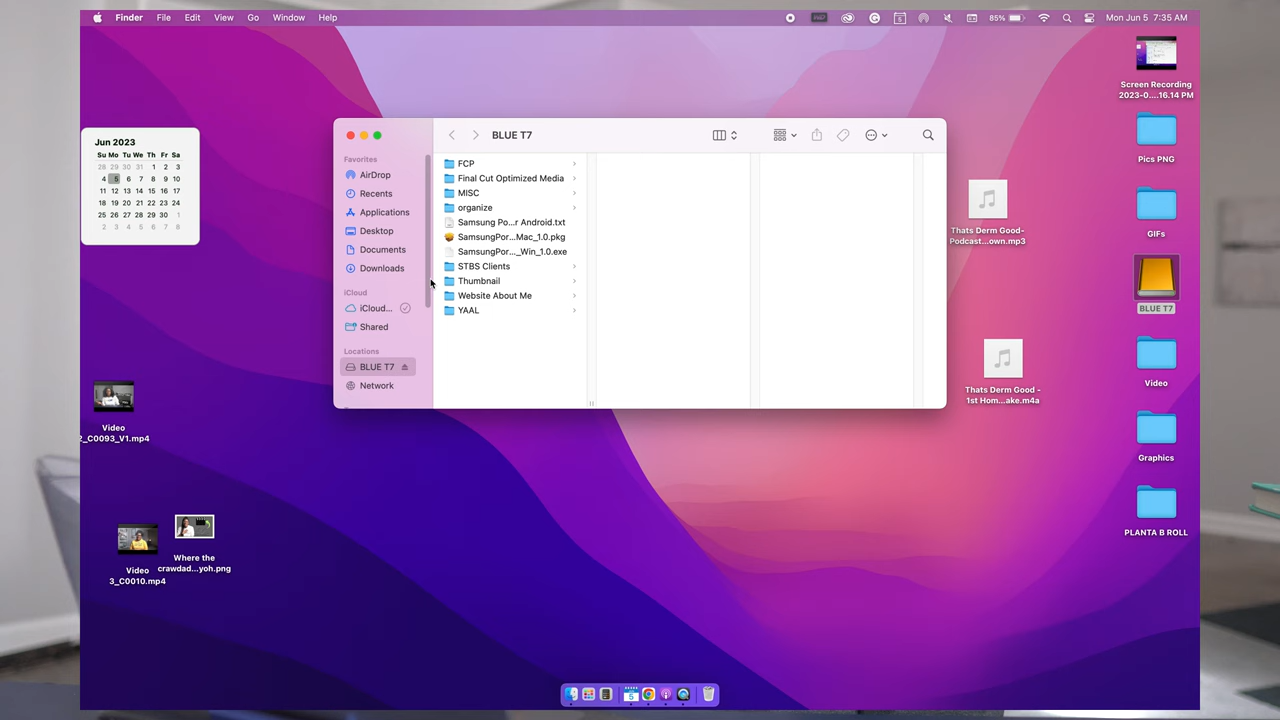 Finder File Edit View Go Window Help
85% Mon Jun 5 7:35 AM
Jun 2023
Su Mo Tu We Th Fr Sa
28 29 30 31 1 2 3
4 5 6 7 8 9 10
11 12 13 14 15 16 17
18 19 20 21 22 23 24
25 26 27 28 29 30 1
2 3 4 5 6 7 8
Video
2_C0093_V1.mp4
Video
3_C0010.mp4
Where the
crawdad...yoh.png
BLUE T7
Favorites
AirDrop
Recents
Applications
Desktop
Documents
Downloads
iCloud
iCloud...
Shared
Locations
BLUE T7
Network
FCP
Final Cut Optimized Media
MISC
organize
Samsung Po...r Android.txt
SamsungPor...Mac_1.0.pkg
SamsungPor..._Win_1.0.exe
STBS Clients
Thumbnail
Website About Me
YAAL
Thats Derm Good-
Podcast...own.mp3
Thats Derm Good -
1st Hom...ake.m4a
Screen Recording
2023-0....16.14 PM
Pics PNG
GIFs
BLUE T7
Video
Graphics
PLANTA B ROLL